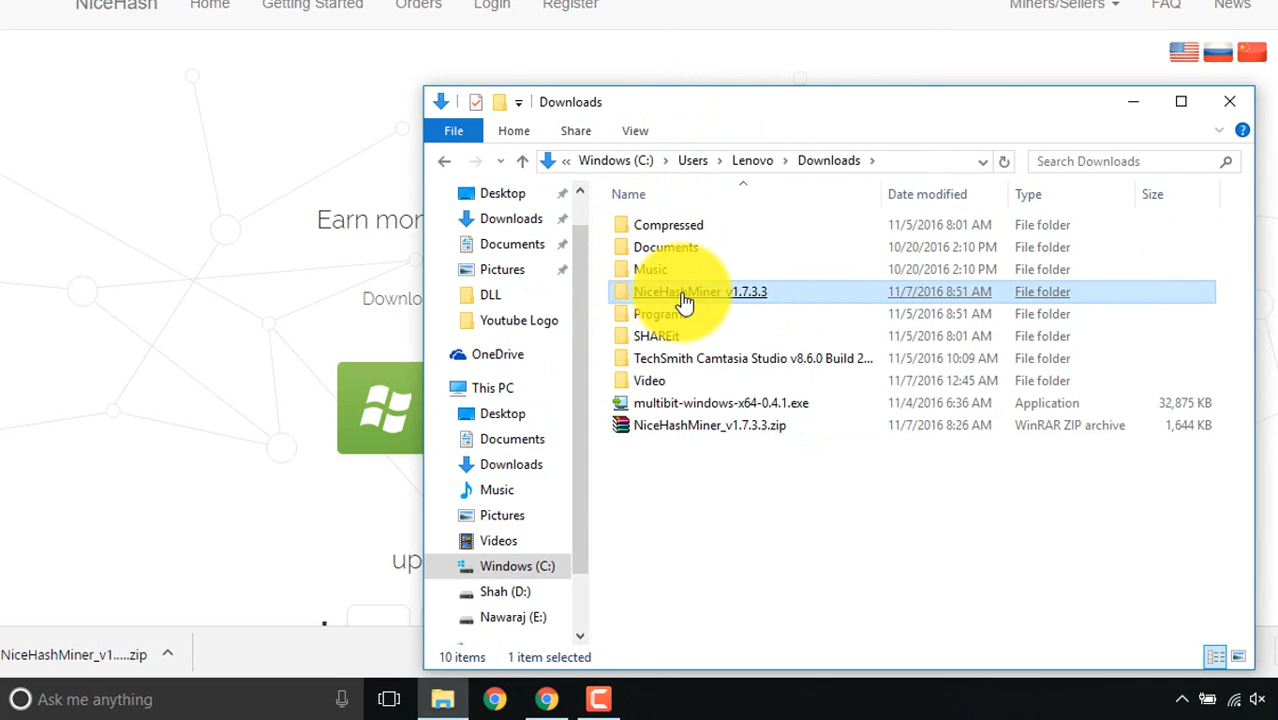 NiceHash Home Getting Started Orders Login Register Miners/Sellers FAQ News
Earn mon
Downlo
up
Downloads
File Home Share View
« Windows (C:) › Users › Lenovo › Downloads › Search Downloads
Name Date modified Type Size
Desktop
Downloads
Documents
Pictures
DLL
Youtube Logo
OneDrive
This PC
Desktop
Documents
Downloads
Music
Pictures
Videos
Windows (C:)
Shah (D:)
Nawaraj (E:)
Compressed 11/5/2016 8:01 AM File folder
Documents 10/20/2016 2:10 PM File folder
Music 10/20/2016 2:10 PM File folder
NiceHashMiner_v1.7.3.3 11/7/2016 8:51 AM File folder
Programs 11/5/2016 8:51 AM File folder
SHAREit 11/5/2016 8:01 AM File folder
TechSmith Camtasia Studio v8.6.0 Build 2... 11/5/2016 10:09 AM File folder
Video 11/7/2016 12:45 AM File folder
multibit-windows-x64-0.4.1.exe 11/4/2016 6:36 AM Application 32,875 KB
NiceHashMiner_v1.7.3.3.zip 11/7/2016 8:26 AM WinRAR ZIP archive 1,644 KB
10 items 1 item selected
NiceHashMiner_v1.....zip
Ask me anything